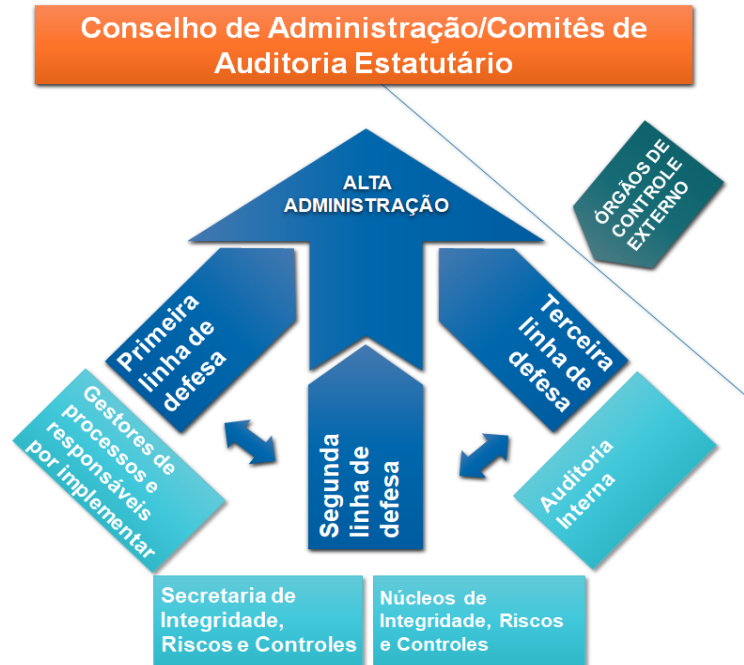 Conselho de Administração/Comitês de
Auditoria Estatutário
ALTA
ADMINISTRAÇÃO
ÓRGÃOS DE
CONTROLE
EXTERNO
Primeira
linha de
defesa
Terceira
linha de
defesa
Gestores de
processos e
responsáveis
por implementar
Segunda
linha de
defesa
Auditoria
Interna
Secretaria de
Integridade,
Riscos e Controles
Núcleos de
Integridade, Riscos
e Controles